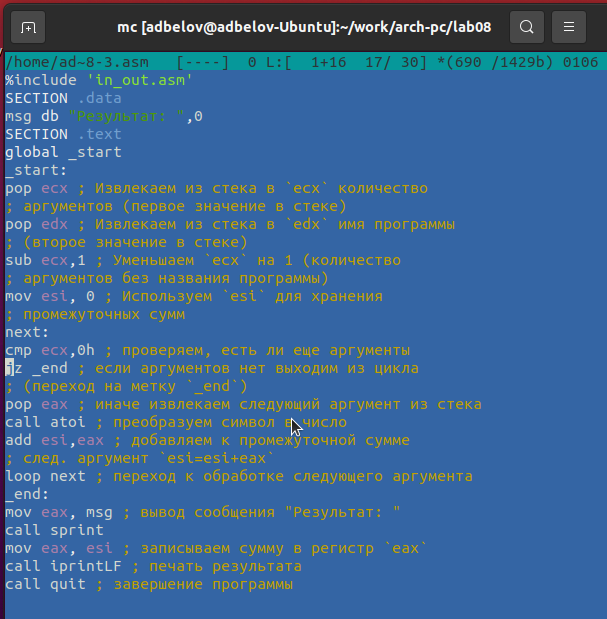 mc [adbelov@adbelov-Ubuntu]:~/work/arch-pc/lab08
/home/ad~8-3.asm [----] 0 L:[ 1+16 17/ 30] *(690 /1429b) 0106
%include 'in_out.asm'
SECTION .data
msg db "Результат: ",0
SECTION .text
global _start
_start:
pop ecx ; Извлекаем из стека в `ecx` количество
; аргументов (первое значение в стеке)
pop edx ; Извлекаем из стека в `edx` имя программы
; (второе значение в стеке)
sub ecx,1 ; Уменьшаем `ecx` на 1 (количество
; аргументов без названия программы)
mov esi, 0 ; Используем `esi` для хранения
; промежуточных сумм
next:
cmp ecx,0h ; проверяем, есть ли еще аргументы
jz _end ; если аргументов нет выходим из цикла
; (переход на метку `_end`)
pop eax ; иначе извлекаем следующий аргумент из стека
call atoi ; преобразуем символ в число
add esi,eax ; добавляем к промежуточной сумме
; след. аргумент `esi=esi+eax`
loop next ; переход к обработке следующего аргумента
_end:
mov eax, msg ; вывод сообщения "Результат: "
call sprint
mov eax, esi ; записываем сумму в регистр `eax`
call iprintLF ; печать результата
call quit ; завершение программы